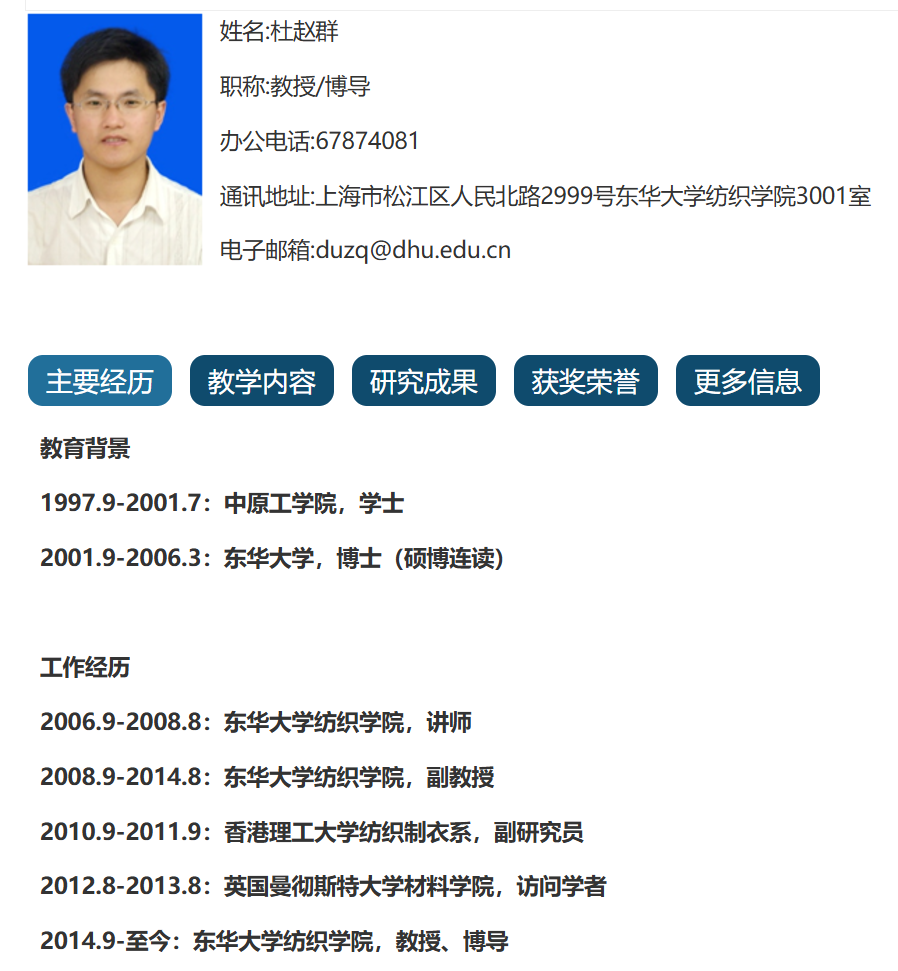 姓名:杜赵群
职称:教授/博导
办公电话:67874081
通讯地址:上海市松江区人民北路2999号东华大学纺织学院3001室
电子邮箱:duzq@dhu.edu.cn
主要经历 教学内容 研究成果 获奖荣誉 更多信息
教育背景
1997.9-2001.7：中原工学院，学士
2001.9-2006.3：东华大学，博士（硕博连读）
工作经历
2006.9-2008.8：东华大学纺织学院，讲师
2008.9-2014.8：东华大学纺织学院，副教授
2010.9-2011.9：香港理工大学纺织制衣系，副研究员
2012.8-2013.8：英国曼彻斯特大学材料学院，访问学者
2014.9-至今：东华大学纺织学院，教授、博导